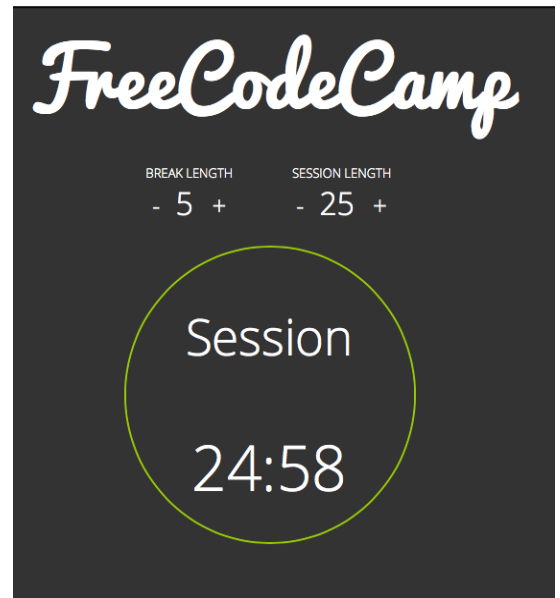 FreeCodeCamp
BREAK LENGTH SESSION LENGTH
- 5 + - 25 +
Session
24:58